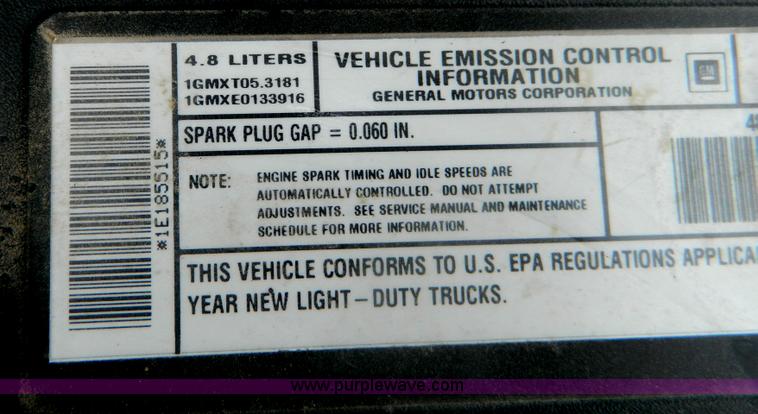 *1E185515*
4.8 LITERS
1GMXT05.3181
1GMXE0133916
VEHICLE EMISSION CONTROL
INFORMATION
GENERAL MOTORS CORPORATION
GM
SPARK PLUG GAP = 0.060 IN.
NOTE: ENGINE SPARK TIMING AND IDLE SPEEDS ARE
AUTOMATICALLY CONTROLLED. DO NOT ATTEMPT
ADJUSTMENTS. SEE SERVICE MANUAL AND MAINTENANCE
SCHEDULE FOR MORE INFORMATION.
THIS VEHICLE CONFORMS TO U.S. EPA REGULATIONS
YEAR NEW LIGHT-DUTY TRUCKS.
www.purplewave.com